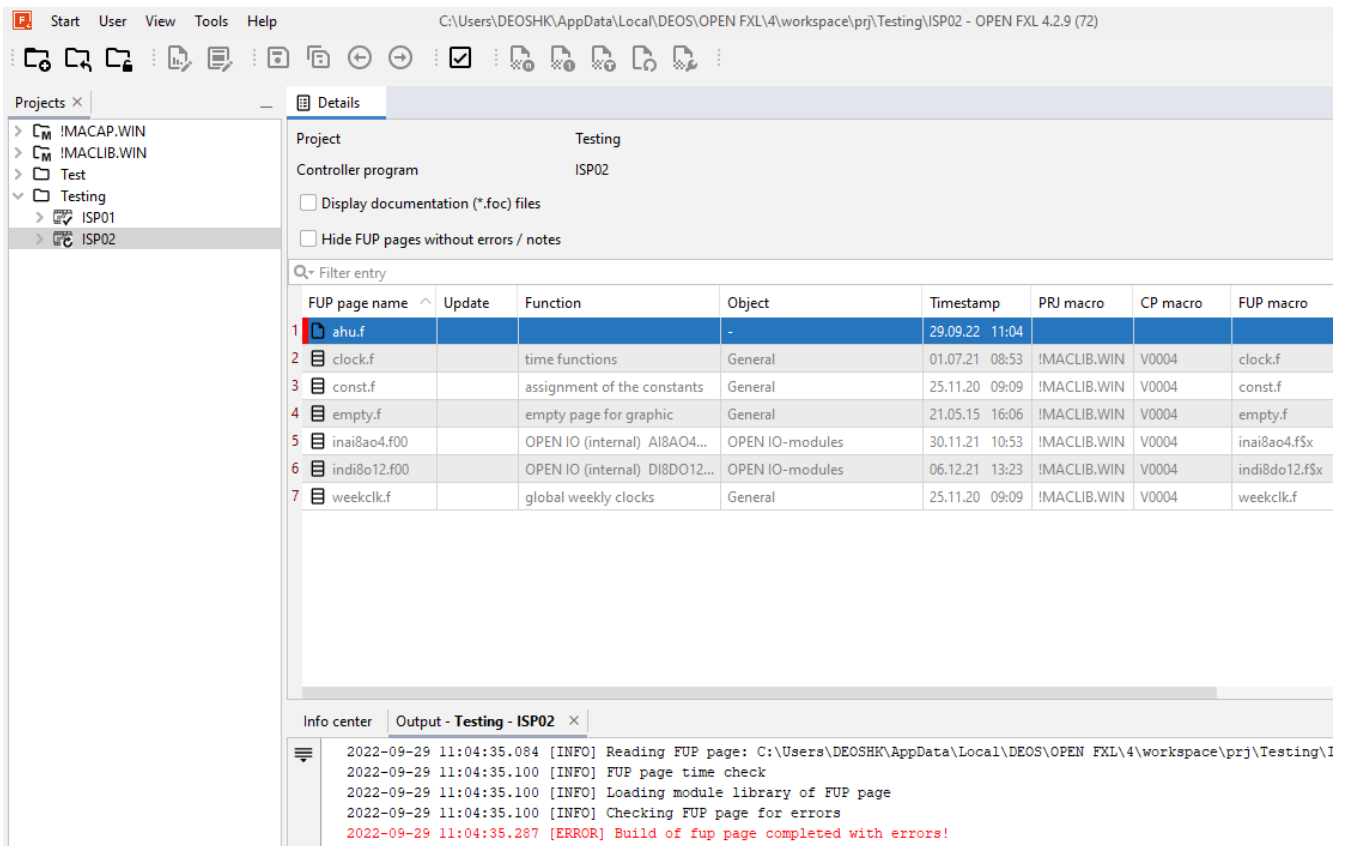 Start User View Tools Help C:\Users\DEOSHK\AppData\Local\DEOS\OPEN FXL\4\workspace\prj\Testing\ISP02 - OPEN FXL 4.2.9 (72)
Projects
Details
!MACAP.WIN
!MACLIB.WIN
Test
Testing
ISP01
ISP02
Project Testing
Controller program ISP02
Display documentation (*.foc) files
Hide FUP pages without errors / notes
Filter entry
FUP page name Update Function Object Timestamp PRJ macro CP macro FUP macro
1 ahu.f - 29.09.22 11:04
2 clock.f time functions General 01.07.21 08:53 !MACLIB.WIN V0004 clock.f
3 const.f assignment of the constants General 25.11.20 09:09 !MACLIB.WIN V0004 const.f
4 empty.f empty page for graphic General 21.05.15 16:06 !MACLIB.WIN V0004 empty.f
5 inai8ao4.f00 OPEN IO (internal) AI8AO4... OPEN IO-modules 30.11.21 10:53 !MACLIB.WIN V0004 inai8ao4.f$x
6 indi8o12.f00 OPEN IO (internal) DI8DO12... OPEN IO-modules 06.12.21 13:23 !MACLIB.WIN V0004 indi8do12.f$x
7 weekclk.f global weekly clocks General 25.11.20 09:09 !MACLIB.WIN V0004 weekclk.f
Info center Output - Testing - ISP02
2022-09-29 11:04:35.084 [INFO] Reading FUP page: C:\Users\DEOSHK\AppData\Local\DEOS\OPEN FXL\4\workspace\prj\Testing\I
2022-09-29 11:04:35.100 [INFO] FUP page time check
2022-09-29 11:04:35.100 [INFO] Loading module library of FUP page
2022-09-29 11:04:35.100 [INFO] Checking FUP page for errors
2022-09-29 11:04:35.287 [ERROR] Build of fup page completed with errors!